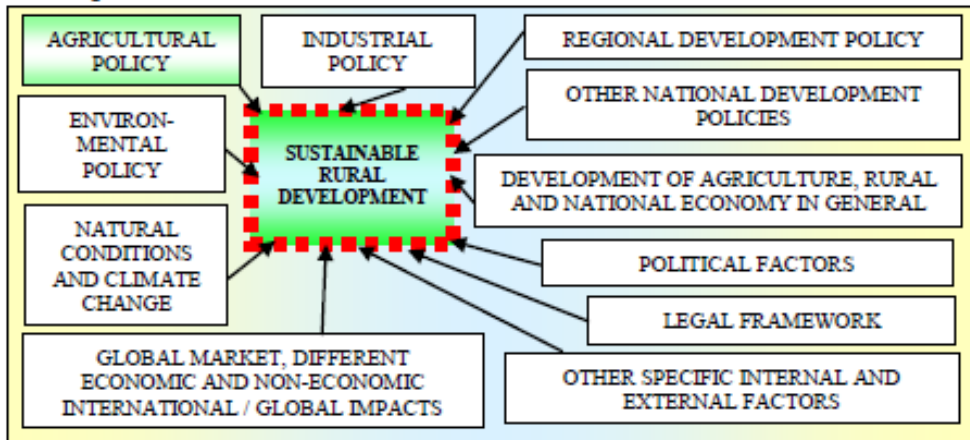 AGRICULTURAL
POLICY
INDUSTRIAL
POLICY
REGIONAL DEVELOPMENT POLICY
OTHER NATIONAL DEVELOPMENT
POLICIES
ENVIRON-
MENTAL
POLICY
SUSTAINABLE
RURAL
DEVELOPMENT
DEVELOPMENT OF AGRICULTURE, RURAL
AND NATIONAL ECONOMY IN GENERAL
NATURAL
CONDITIONS
AND CLIMATE
CHANGE
POLITICAL FACTORS
LEGAL FRAMEWORK
GLOBAL MARKET, DIFFERENT
ECONOMIC AND NON-ECONOMIC
INTERNATIONAL / GLOBAL IMPACTS
OTHER SPECIFIC INTERNAL AND
EXTERNAL FACTORS